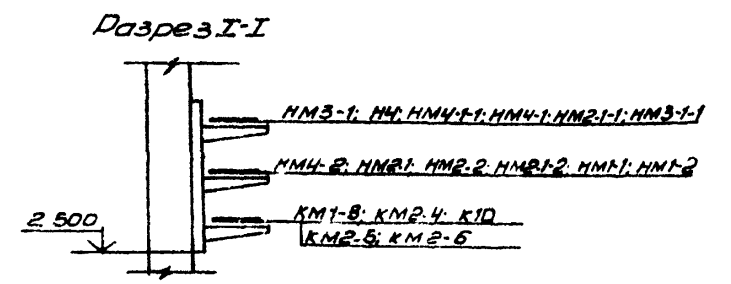 Разрез I-I
НМ3-1; Н4; НМ4-1-1; НМ4-1; НМ2-1-1; НМ3-1-1
НМ4-2; НМ2-1; НМ2-2; НМ2-1-2; НМ1-1; НМ1-2
КМ1-8; КМ2-4; К10
2 500
КМ2-5; КМ2-6